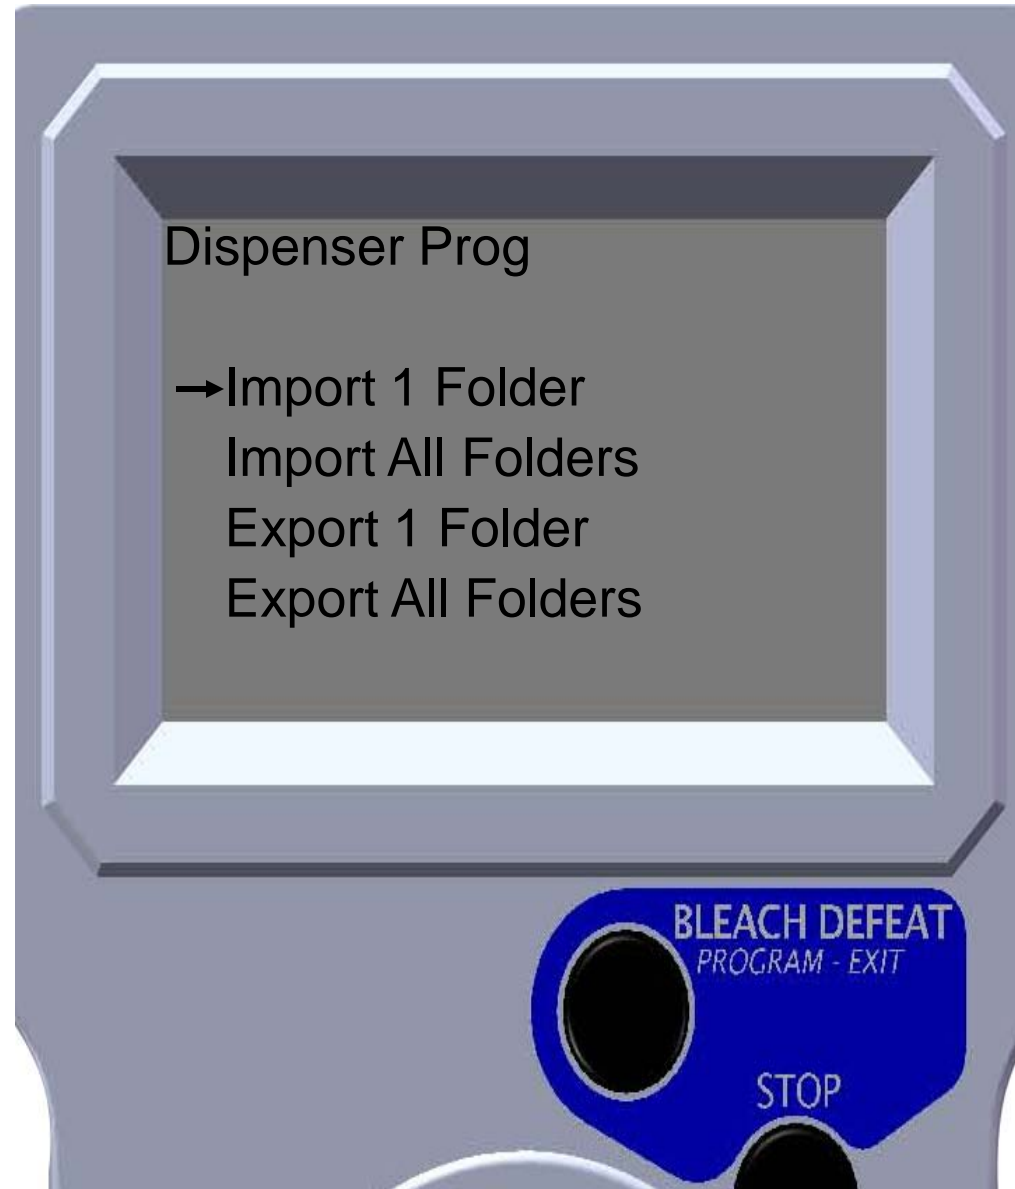 Dispenser Prog
→Import 1 Folder
Import All Folders
Export 1 Folder
Export All Folders
BLEACH DEFEAT
PROGRAM - EXIT
STOP